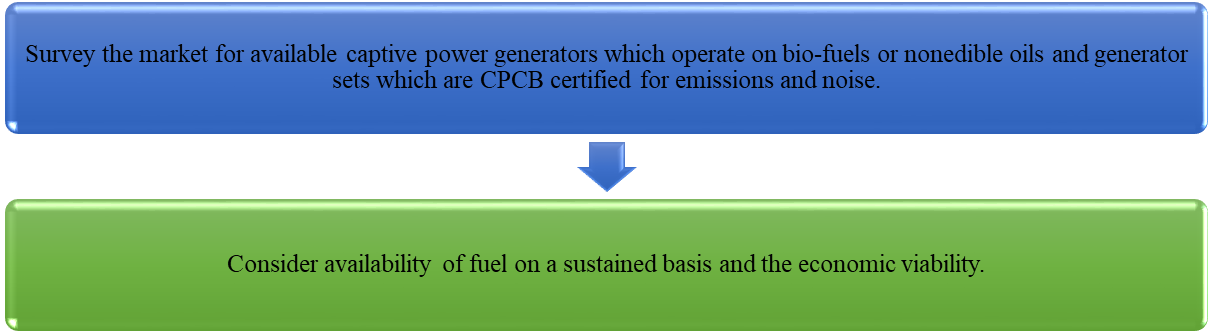 Survey the market for available captive power generators which operate on bio-fuels or nonedible oils and generator
sets which are CPCB certified for emissions and noise.
Consider availability of fuel on a sustained basis and the economic viability.